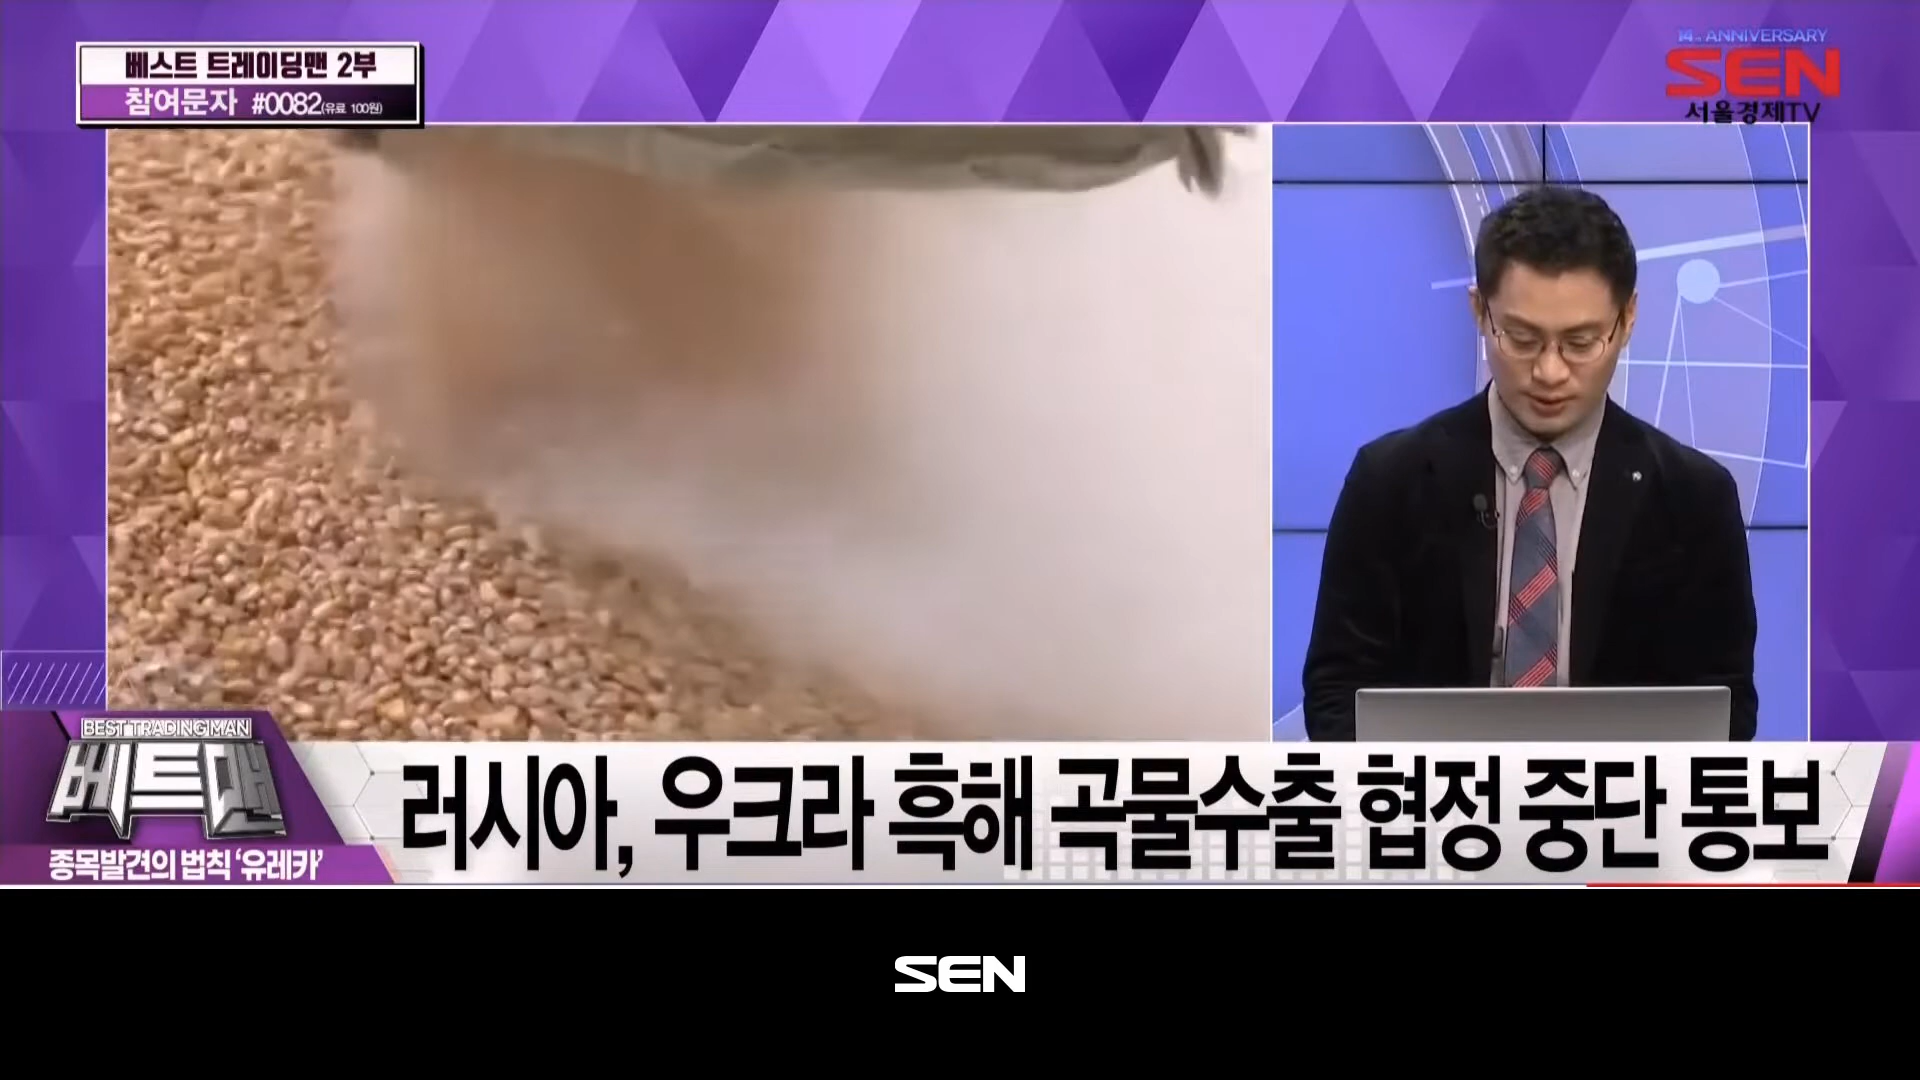 베스트 트레이딩맨 2부
참여문자 #0082(유료 100원)
14th ANNIVERSARY
SEN
서울경제TV
BEST TRADING MAN
베트맨
종목발견의 법칙 '유레카'
러시아, 우크라 흑해 곡물수출 협정 중단 통보
SEN